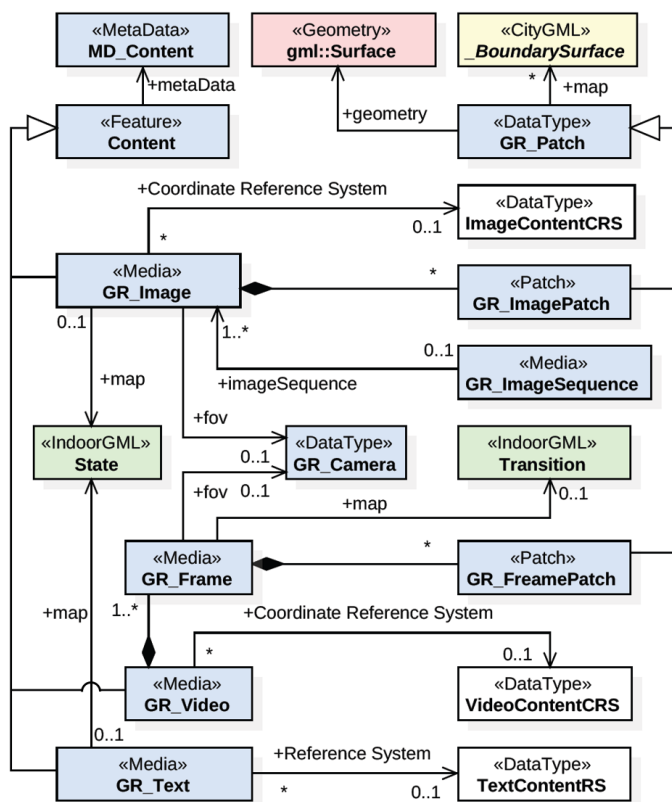 «MetaData»
MD_Content
«Geometry»
gml::Surface
«CityGML»
_BoundarySurface
+metaData
+geometry
*
+map
«Feature»
Content
«DataType»
GR_Patch
+Coordinate Reference System
*
0..1
«DataType»
ImageContentCRS
«Media»
GR_Image
*
«Patch»
GR_ImagePatch
0..1
1..*
+imageSequence
0..1
«Media»
GR_ImageSequence
+map
+fov
0..1
«IndoorGML»
State
«DataType»
GR_Camera
«IndoorGML»
Transition
+fov
0..1
+map
0..1
«Media»
GR_Frame
*
«Patch»
GR_FreamePatch
+map
1..*
+Coordinate Reference System
*
0..1
«Media»
GR_Video
«DataType»
VideoContentCRS
0..1
«Media»
GR_Text
+Reference System
*
0..1
«DataType»
TextContentRS